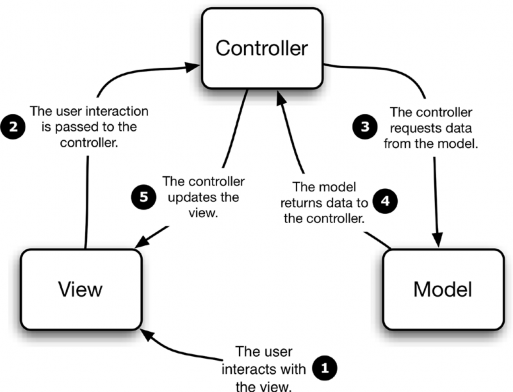 Controller
2
The user interaction
is passed to the
controller.
The controller
requests data
from the model.
3
5
The controller
updates the
view.
The model
returns data to
the controller.
4
View
Model
The user
interacts with
the view.
1